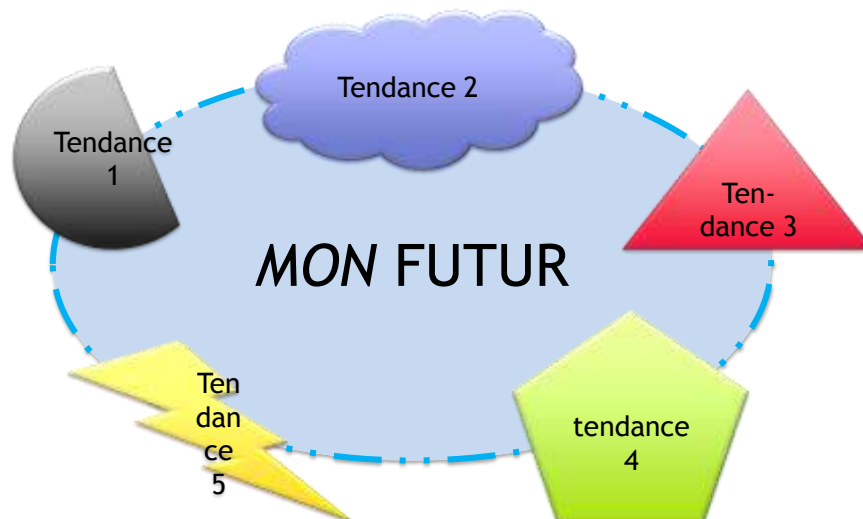 Tendance 2
Tendance
1
Ten-
dance 3
MON FUTUR
Ten
dan
ce
5
tendance
4